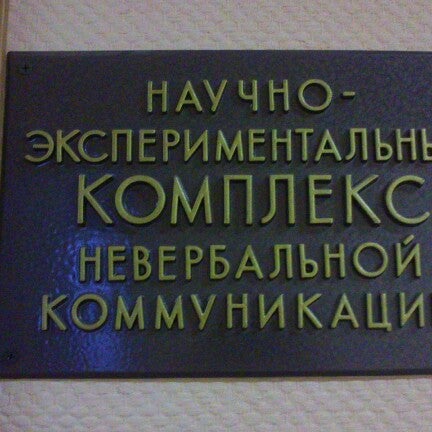 НАУЧНО-
ЭКСПЕРИМЕНТАЛЬНЫ
КОМПЛЕКС
НЕВЕРБАЛЬНОЙ
КОММУНИКАЦИ